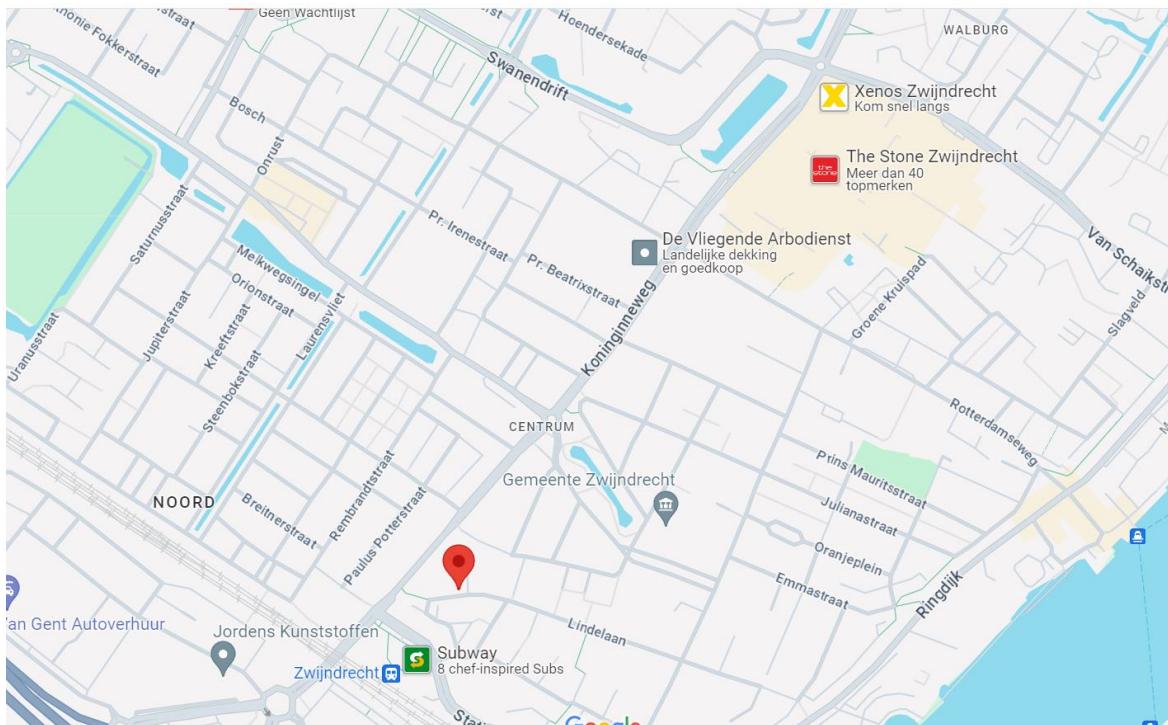 Geen Wachtlijst
Hoendersekade
WALBURG
Swanendrift
Xenos Zwijndrecht
Kom snel langs
Bosch
Onrust
the stone
The Stone Zwijndrecht
Meer dan 40
topmerken
Saturnusstraat
Pr. Irenestraat
De Vliegende Arbodienst
Landelijke dekking
en goedkoop
Melkwegsingel
Orionstraat
Pr. Beatrixstraat
Groene Kruispad
Slagveld
Uranusstraat
Jupiterstraat
Kreeftstraat
Laurensvliet
Koninginneweg
Steenbokstraat
CENTRUM
Rotterdamseweg
Gemeente Zwijndrecht
Prins Mauritsstraat
NOORD
Breitnerstraat
Rembrandtstraat
Paulus Potterstraat
Julianastraat
Oranjeplein
Emmastraat
Ringdijk
Van Gent Autoverhuur
Jordens Kunststoffen
Lindelaan
Subway
8 chef-inspired Subs
Zwijndrecht
Google